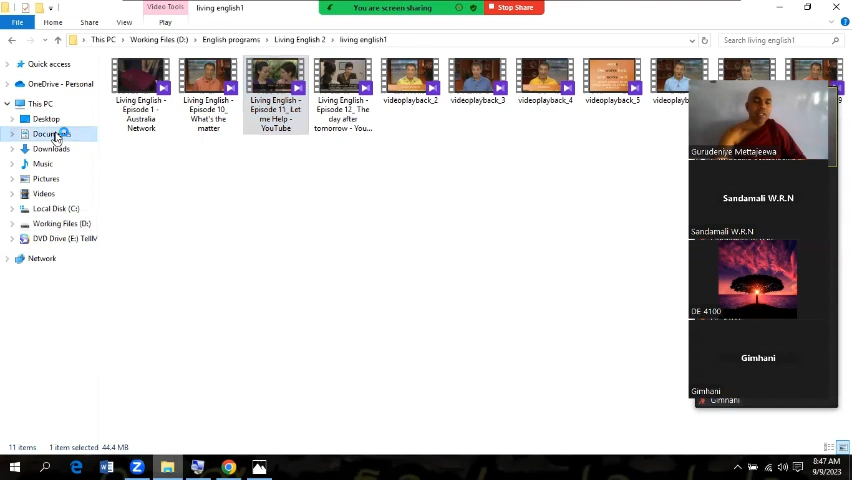 Video Tools
living english1
You are screen sharing
Stop Share
File
Home
Share
View
Play
This PC
Working Files (D:)
English programs
Living English 2
living english1
Search living english1
Quick access
OneDrive - Personal
This PC
Desktop
Documents
Downloads
Music
Pictures
Videos
Local Disk (C:)
Working Files (D:)
DVD Drive (E:) TellM
Network
Living English - Episode 1 - Australia Network
Living English - Episode 10_ What's the matter
Living English - Episode 11_ Let me Help - YouTube
Living English - Episode 12_ The day after tomorrow - You...
videoplayback_2
videoplayback_3
videoplayback_4
videoplayback_5
Gurudeniye Mettajeewa
Sandamali W.R.N
Sandamali W.R.N
DE 4100
Gimhani
Gimhani
Gimhani
11 items
1 item selected 44.4 MB
8:47 AM
9/9/2023